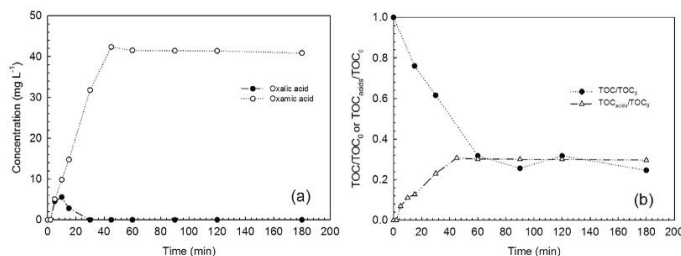 50
40
30
20
10
0
Concentration (mg L⁻¹)
Oxalic acid
Oxamic acid
(a)
0 20 40 60 80 100 120 140 160 180 200
Time (min)
1.0
0.8
0.6
0.4
0.2
0.0
TOC/TOC₀ or TOCacids/TOC₀
TOC/TOC₀
TOCacids/TOC₀
(b)
0 20 40 60 80 100 120 140 160 180 200
Time (min)